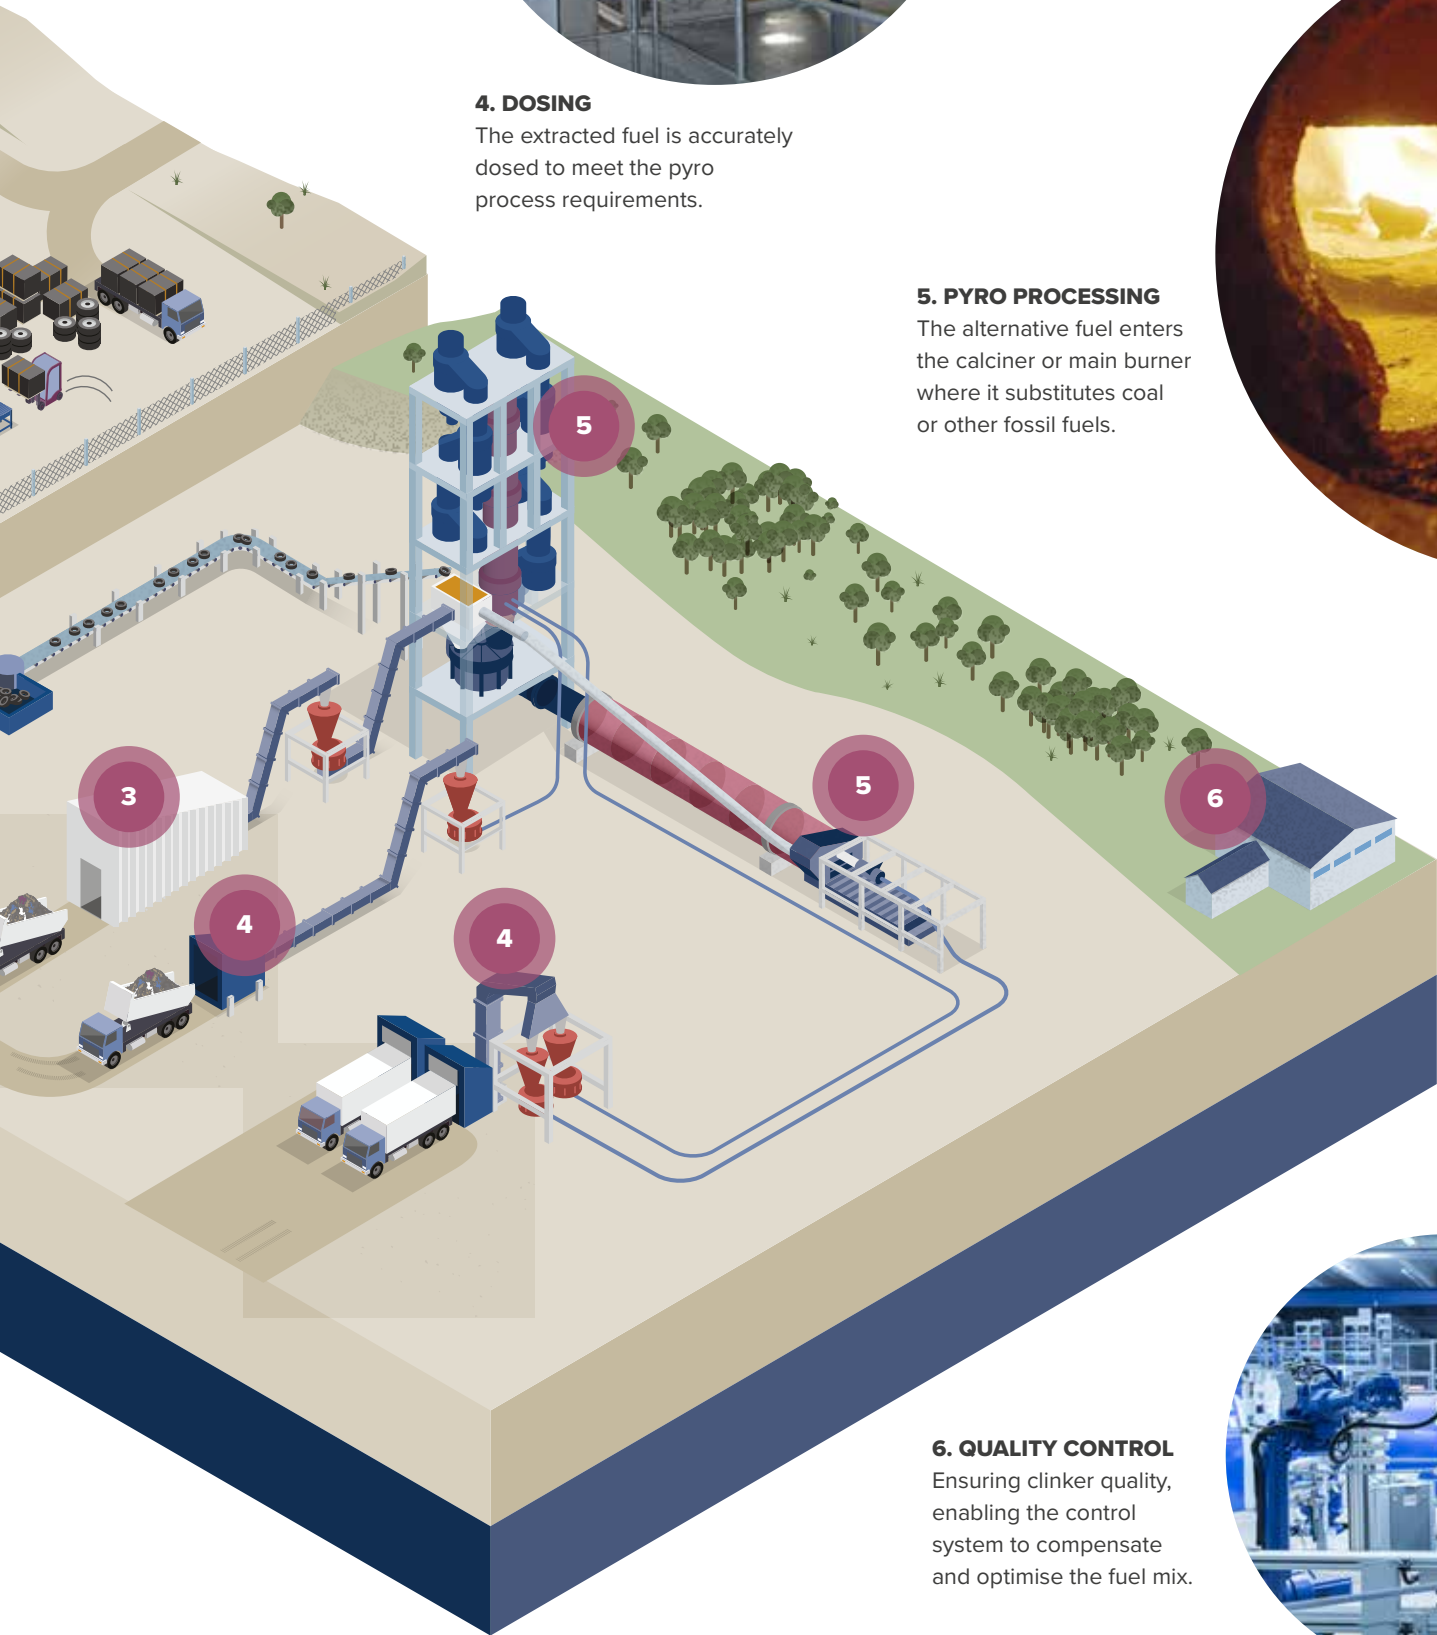 4. DOSING
The extracted fuel is accurately
dosed to meet the pyro
process requirements.
5. PYRO PROCESSING
The alternative fuel enters
the calciner or main burner
where it substitutes coal
or other fossil fuels.
5
3
5
6
4
4
6. QUALITY CONTROL
Ensuring clinker quality,
enabling the control
system to compensate
and optimise the fuel mix.